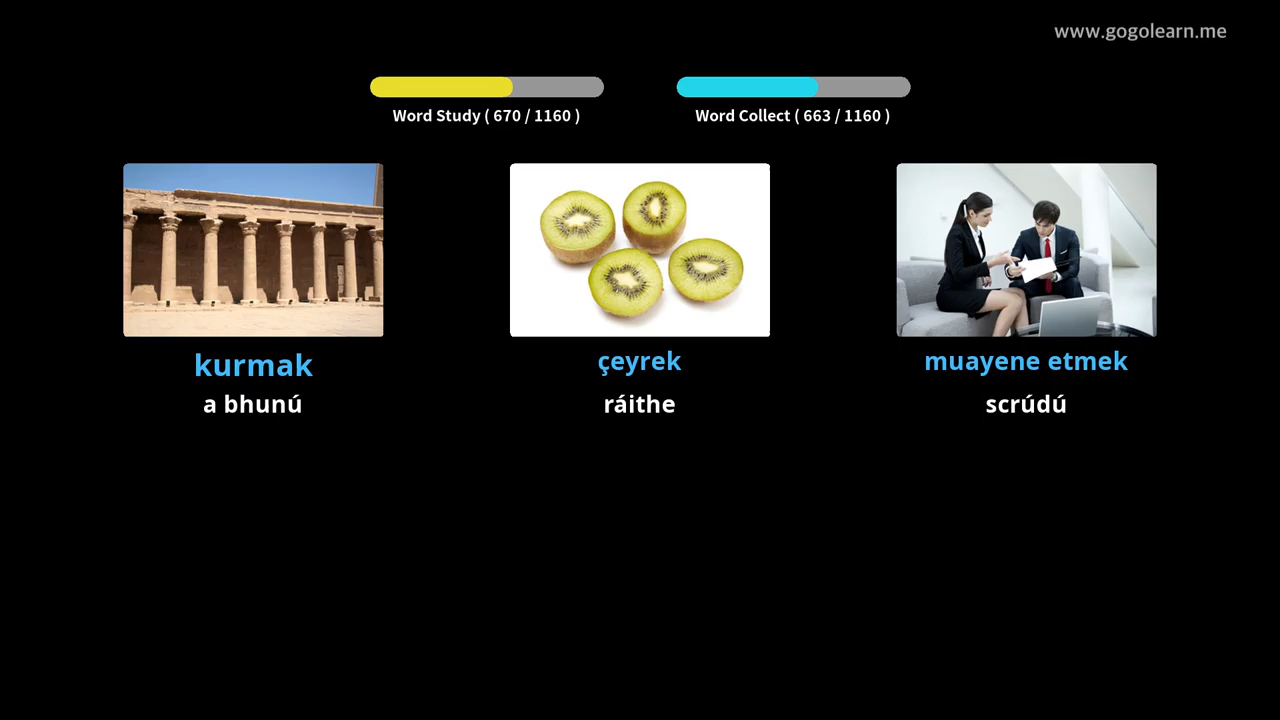 www.gogolearn.me
Word Study ( 670 / 1160 )
Word Collect ( 663 / 1160 )
kurmak
a bhunú
çeyrek
ráithe
muayene etmek
scrúdú